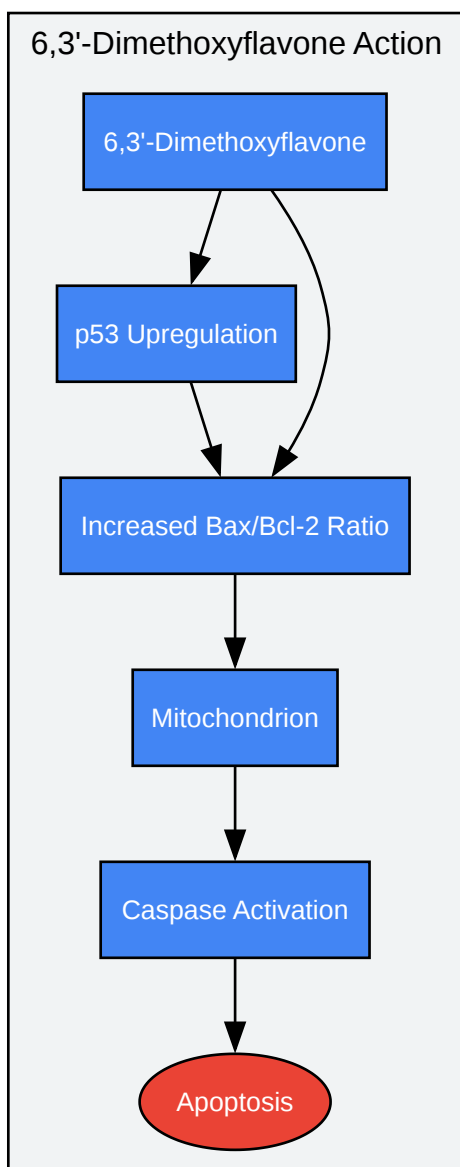 6,3'-Dimethoxyflavone Action
6,3'-Dimethoxyflavone
p53 Upregulation
Increased Bax/Bcl-2 Ratio
Mitochondrion
Caspase Activation
Apoptosis